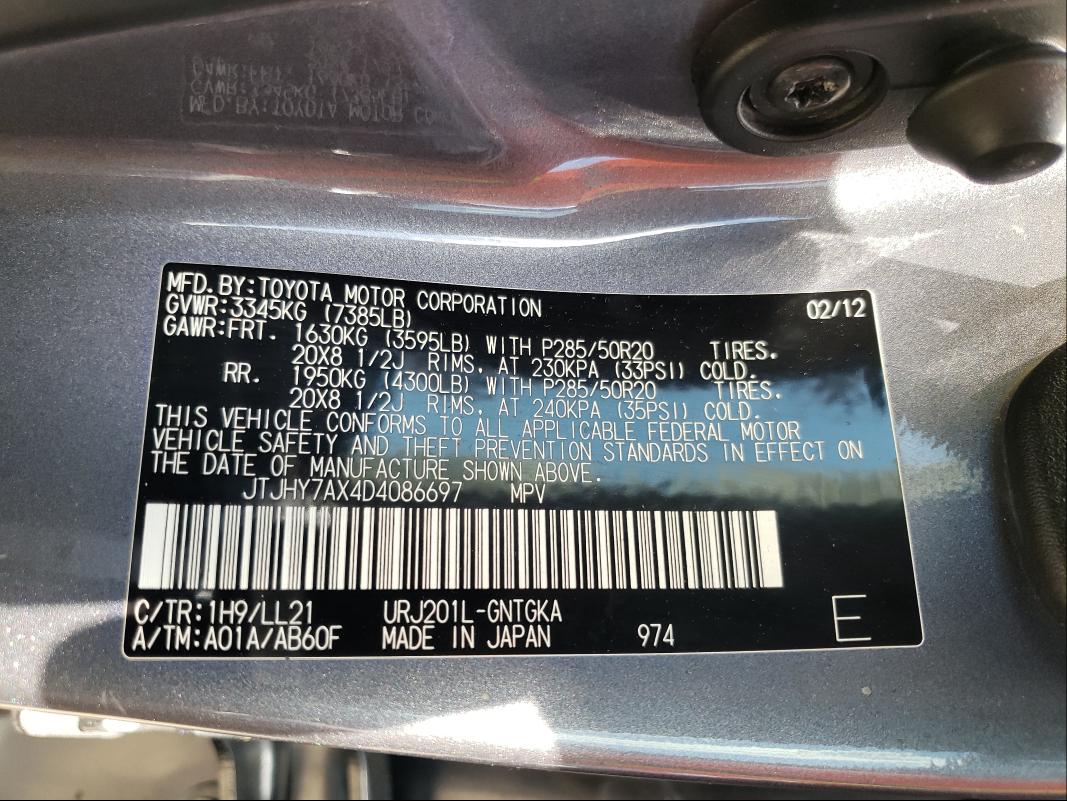 MFD. BY: TOYOTA MOTOR CORPORATION 02/12
GVWR: 3345KG (7385LB)
GAWR: FRT. 1630KG (3595LB) WITH P285/50R20 TIRES.
20X8 1/2J RIMS, AT 230KPA (33PSI) COLD.
RR. 1950KG (4300LB) WITH P285/50R20 TIRES.
20X8 1/2J RIMS, AT 240KPA (35PSI) COLD.
THIS VEHICLE CONFORMS TO ALL APPLICABLE FEDERAL MOTOR
VEHICLE SAFETY AND THEFT PREVENTION STANDARDS IN EFFECT ON
THE DATE OF MANUFACTURE SHOWN ABOVE.
JTJHY7AX4D4086697 MPV
C/TR: 1H9/LL21 URJ201L-GNTGKA
A/TM: A01A/AB60F MADE IN JAPAN 974 E